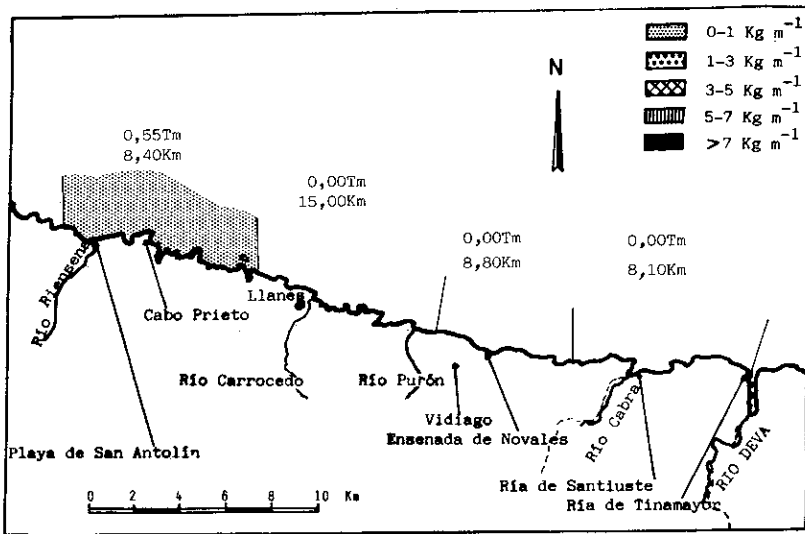 0-1 Kg m⁻¹
1-3 Kg m⁻¹
3-5 Kg m⁻¹
5-7 Kg m⁻¹
>7 Kg m⁻¹
N
0,55Tm
8,40Km
0,00Tm
15,00Km
0,00Tm
8,80Km
0,00Tm
8,10Km
Río Riensena
Cabo Prieto
Llanes
Río Carrocedo
Río Purón
Vidiago
Ensenada de Novales
Río Cabra
RIO DEVA
Playa de San Antolín
Ría de Santiuste
Ría de Tinamayor
0 2 4 6 8 10 Km